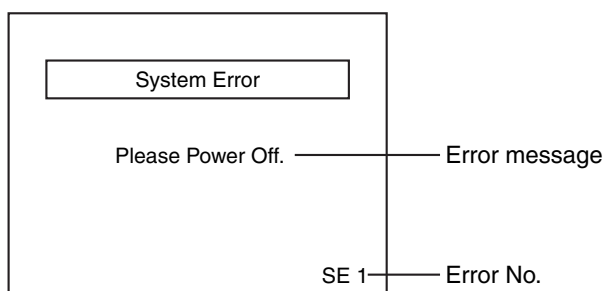 System Error
Please Power Off.
Error message
SE 1
Error No.